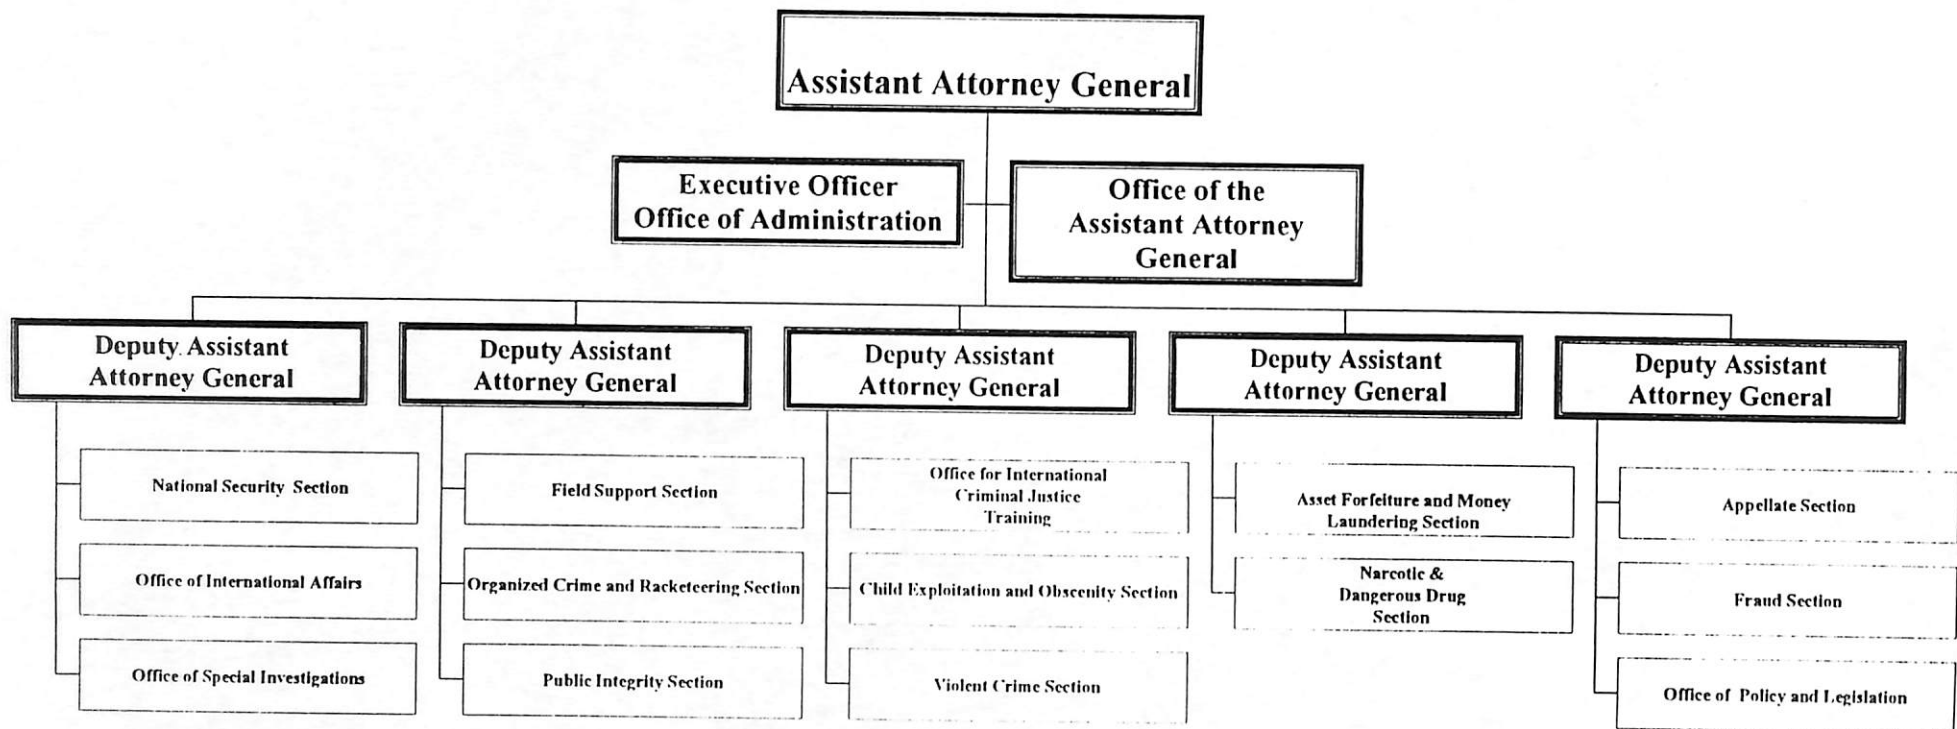 Assistant Attorney General
Executive Officer
Office of Administration
Office of the
Assistant Attorney
General
Deputy Assistant
Attorney General
Deputy Assistant
Attorney General
Deputy Assistant
Attorney General
Deputy Assistant
Attorney General
Deputy Assistant
Attorney General
National Security Section
Office of International Affairs
Office of Special Investigations
Field Support Section
Organized Crime and Racketeering Section
Public Integrity Section
Office for International
Criminal Justice
Training
Child Exploitation and Obscenity Section
Violent Crime Section
Asset Forfeiture and Money
Laundering Section
Narcotic &
Dangerous Drug
Section
Appellate Section
Fraud Section
Office of Policy and Legislation